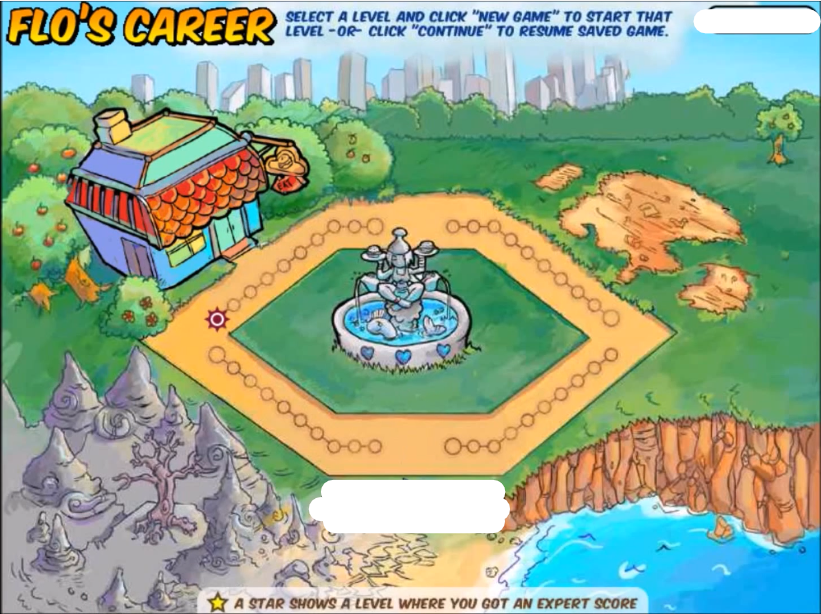 FLO'S CAREER
SELECT A LEVEL AND CLICK "NEW GAME" TO START THAT
LEVEL -OR- CLICK "CONTINUE" TO RESUME SAVED GAME.
EAT
A STAR SHOWS A LEVEL WHERE YOU GOT AN EXPERT SCORE